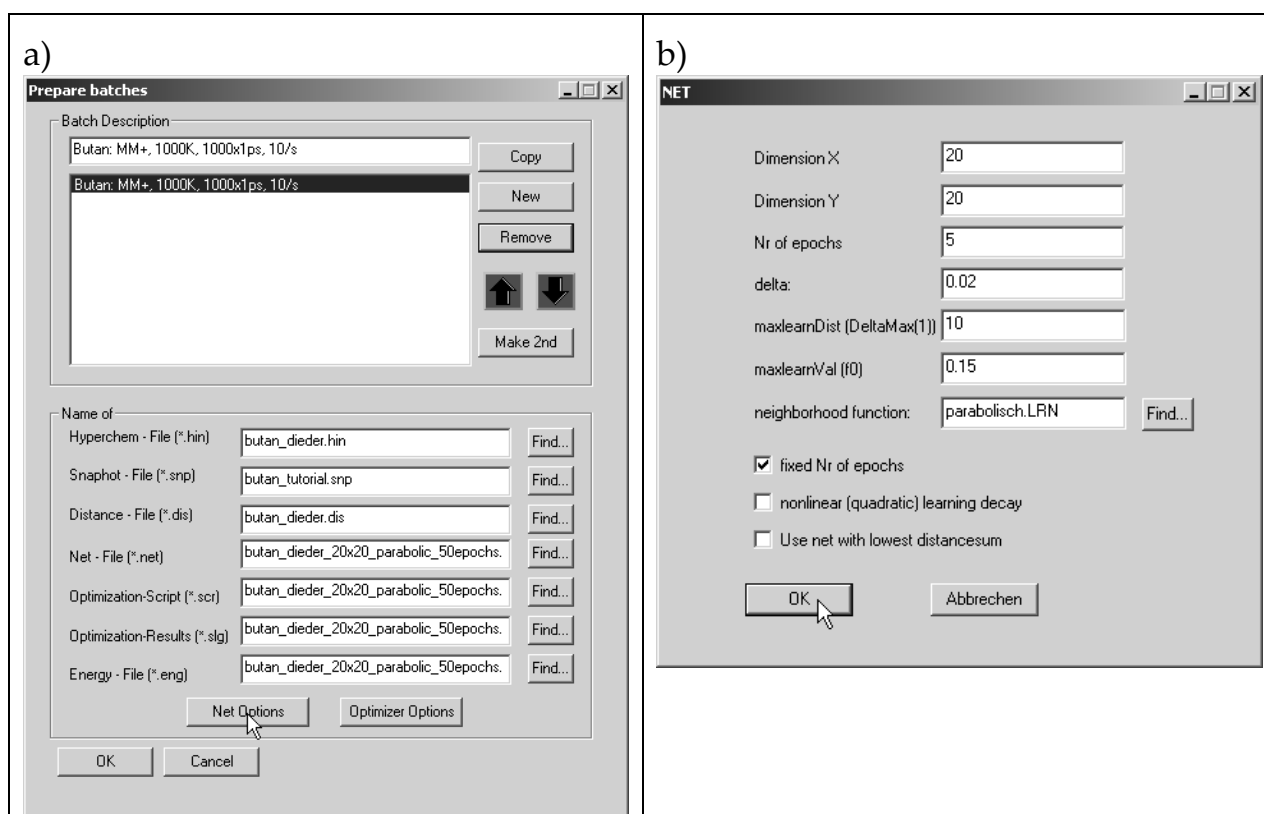 a)
Prepare batches
Batch Description
Butan: MM+, 1000K, 1000x1ps, 10/s
Copy
Butan: MM+, 1000K, 1000x1ps, 10/s
New
Remove
Make 2nd
Name of
Hyperchem - File (*.hin) butan_dieder.hin Find...
Snaphot - File (*.snp) butan_tutorial.snp Find...
Distance - File (*.dis) butan_dieder.dis Find...
Net - File (*.net) butan_dieder_20x20_parabolic_50epochs. Find...
Optimization-Script (*.scr) butan_dieder_20x20_parabolic_50epochs. Find...
Optimization-Results (*.slg) butan_dieder_20x20_parabolic_50epochs. Find...
Energy - File (*.eng) butan_dieder_20x20_parabolic_50epochs. Find...
Net Options Optimizer Options
OK Cancel
b)
NET
Dimension X 20
Dimension Y 20
Nr of epochs 5
delta: 0.02
maxlearnDist (DeltaMax(1)) 10
maxlearnVal (f0) 0.15
neighborhood function: parabolisch.LRN Find...
fixed Nr of epochs
nonlinear (quadratic) learning decay
Use net with lowest distancesum
OK Abbrechen